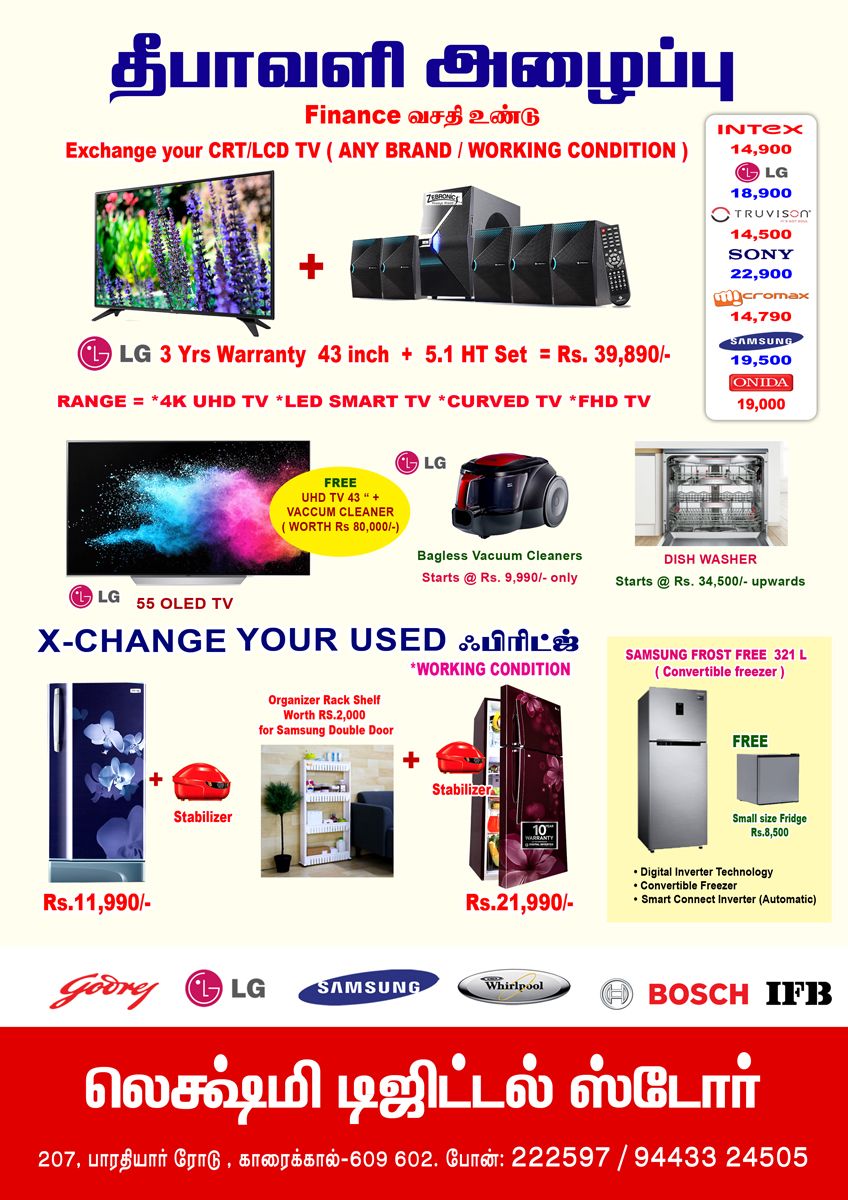 தீபாவளி அழைப்பு
Finance வசதி உண்டு
Exchange your CRT/LCD TV ( ANY BRAND / WORKING CONDITION )
INTEX
14,900
LG
18,900
TRUVISON
14,500
SONY
22,900
Micromax
14,790
SAMSUNG
19,500
ONIDA
19,000
ZEBRONICS
+
LG 3 Yrs Warranty 43 inch + 5.1 HT Set = Rs. 39,890/-
RANGE = *4K UHD TV *LED SMART TV *CURVED TV *FHD TV
FREE
UHD TV 43 “ +
VACCUM CLEANER
( WORTH Rs 80,000/-)
LG
55 OLED TV
LG
Bagless Vacuum Cleaners
Starts @ Rs. 9,990/- only
DISH WASHER
Starts @ Rs. 34,500/- upwards
X-CHANGE YOUR USED ஃபிரிட்ஜ்
*WORKING CONDITION
+
Stabilizer
Rs.11,990/-
Organizer Rack Shelf
Worth RS.2,000
for Samsung Double Door
+
Stabilizer
10 YEAR
WARRANTY
Rs.21,990/-
SAMSUNG FROST FREE 321 L
( Convertible freezer )
FREE
Small size Fridge
Rs.8,500
• Digital Inverter Technology
• Convertible Freezer
• Smart Connect Inverter (Automatic)
Godrej LG SAMSUNG Whirlpool BOSCH IFB
லெக்ஷ்மி டிஜிட்டல் ஸ்டோர்
207, பாரதியார் ரோடு , காரைக்கால்-609 602. போன்: 222597 / 94433 24505